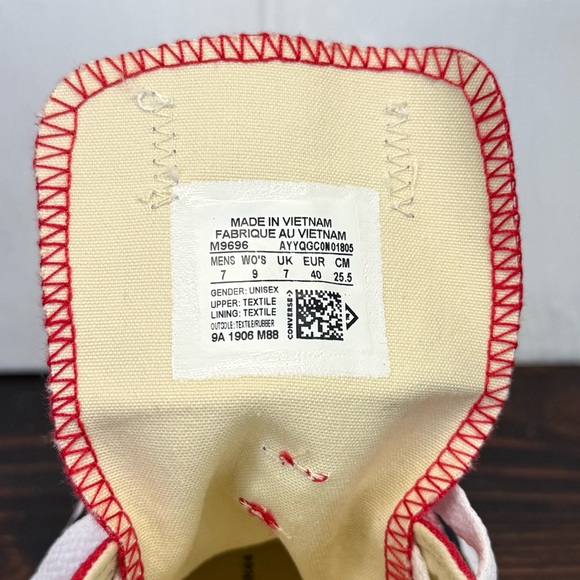 MADE IN VIETNAM
FABRIQUE AU VIETNAM
M9696 AYYQGC0N01805
MENS WO'S UK EUR CM
7 9 7 40 25.5
GENDER: UNISEX
UPPER: TEXTILE
LINING: TEXTILE
OUTSOLE: TEXTILE/RUBBER
9A 1906 M88
CONVERSE